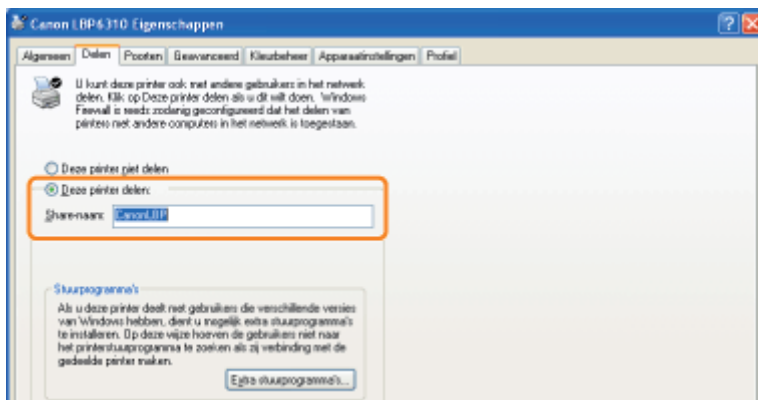 Canon LBP6310 Eigenschappen
Algemeen Delen Poorten Geavanceerd Kleurbeheer Apparaatinstellingen Profiel
U kunt deze printer ook met andere gebruikers in het netwerk
delen. Klik op Deze printer delen als u dit wilt doen. Windows
Firewall is reeds zodanig geconfigureerd dat het delen van
printers met andere computers in het netwerk is toegestaan.
Deze printer niet delen
Deze printer delen:
Share-naam: CanonLBP
Stuurprogramma's
Als u deze printer deelt met gebruikers die verschillende versies
van Windows hebben, dient u mogelijk extra stuurprogramma's
te installeren. Op deze wijze hoeven de gebruikers niet naar
het printerstuurprogramma te zoeken als zij verbinding met de
gedeelde printer maken.
Extra stuurprogramma's...